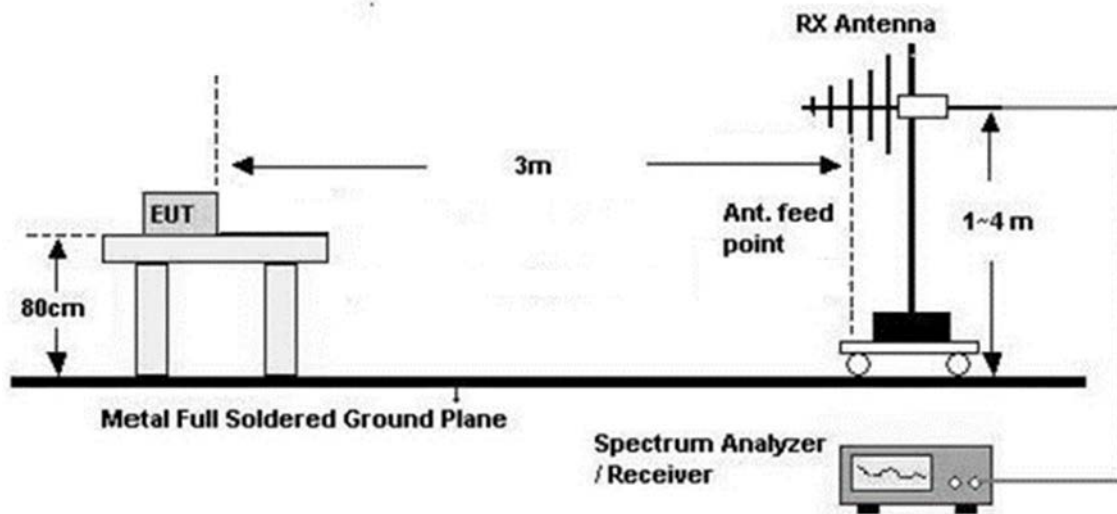 RX Antenna
3m
EUT
Ant. feed
point
1~4 m
80cm
Metal Full Soldered Ground Plane
Spectrum Analyzer
/ Receiver